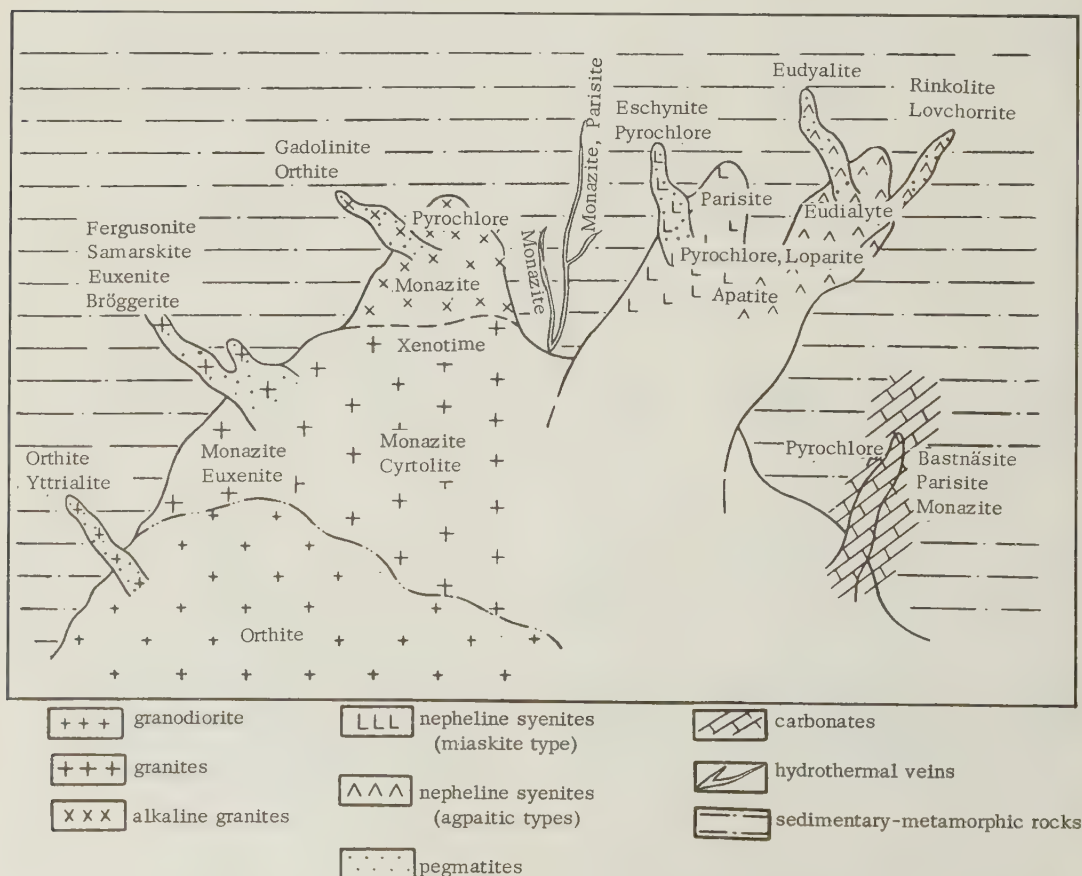 Eudyalite
Rinkolite
Lovchorrite
Eschynite
Pyrochlore
Monazite, Parisite
Gadolinite
Orthite
Pyrochlore
Parisite
Fergusonite
Samarskite
Euxenite
Bröggerite
Monazite
Eudialyte
Monazite
Pyrochlore, Loparite
Apatite
Xenotime
Orthite
Yttrialite
Monazite
Euxenite
Monazite
Cyrtolite
Pyrochlore
Bastnäsite
Parisite
Monazite
Orthite
+ + + granodiorite
+ + + granites
x x x alkaline granites
L L L nepheline syenites
(miaskite type)
^ ^ ^ nepheline syenites
(agpaitic types)
pegmatites
carbonates
hydrothermal veins
sedimentary-metamorphic rocks